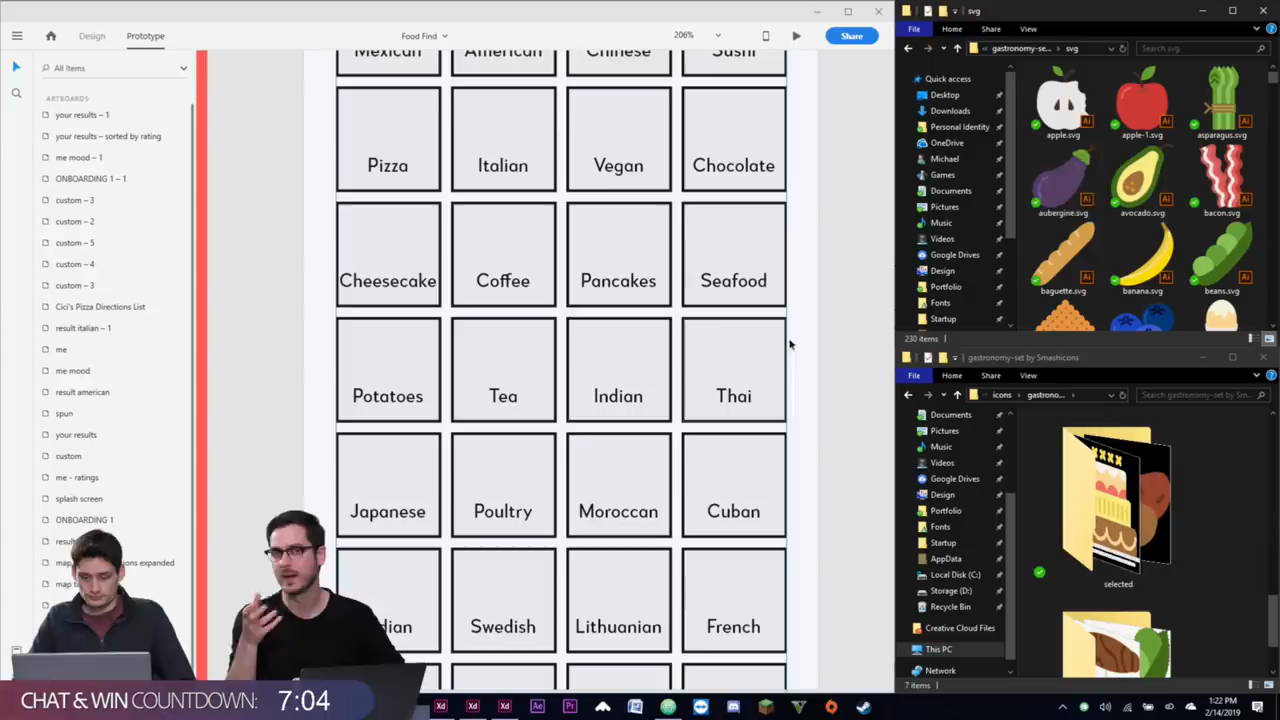 Design
Prototype
Food Find
206%
Share
All Items
ARTBOARDS
your results – 1
your results – sorted by rating
me mood – 1
ONBOARDING 1 – 1
custom – 3
custom – 2
custom – 5
custom – 4
custom – 3
Cici's Pizza Directions List
result italian – 1
me
me mood
result american
spun
your results
custom
me - ratings
splash screen
ONBOARDING 1
Mexican American Chinese Sushi
Pizza Italian Vegan Chocolate
Cheesecake Coffee Pancakes Seafood
Potatoes Tea Indian Thai
Japanese Poultry Moroccan Cuban
Swedish Lithuanian French
CHAT & WIN COUNTDOWN: 7:04
svg
File Home Share View
gastronomy-se... svg
Search svg
Quick access
Desktop
Downloads
Personal Identity
OneDrive
Michael
Games
Documents
Pictures
Music
Videos
Google Drives
Design
Portfolio
Fonts
Startup
apple.svg apple-1.svg asparagus.svg
aubergine.svg avocado.svg bacon.svg
baguette.svg banana.svg beans.svg
230 items
gastronomy-set by Smashicons
File Home Share View
icons gastrono...
Search gastronomy-set by Sm...
Documents
Pictures
Music
Videos
Google Drives
Design
Portfolio
Fonts
Startup
AppData
Local Disk (C:)
Storage (D:)
Recycle Bin
Creative Cloud Files
This PC
Network
selected
7 items
1:22 PM
2/14/2019